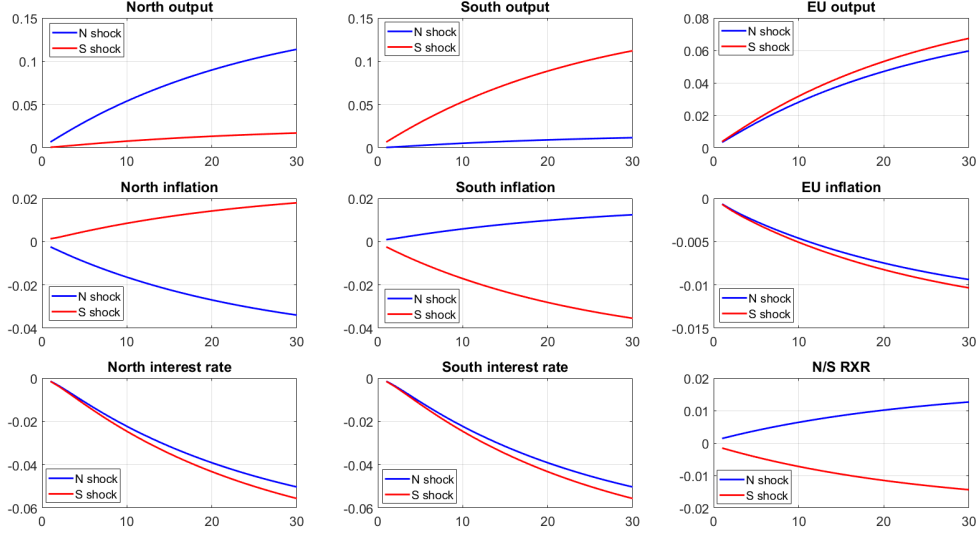 North output
0.15
0.1
0.05
0
N shock
S shock
0 10 20 30
South output
0.15
0.1
0.05
0
N shock
S shock
0 10 20 30
EU output
0.08
0.06
0.04
0.02
0
N shock
S shock
0 10 20 30
North inflation
0.02
0
-0.02
-0.04
N shock
S shock
0 10 20 30
South inflation
0.02
0
-0.02
-0.04
N shock
S shock
0 10 20 30
EU inflation
0
-0.005
-0.01
-0.015
N shock
S shock
0 10 20 30
North interest rate
0
-0.02
-0.04
-0.06
N shock
S shock
0 10 20 30
South interest rate
0
-0.02
-0.04
-0.06
N shock
S shock
0 10 20 30
N/S RXR
0.02
0.01
0
-0.01
-0.02
N shock
S shock
0 10 20 30